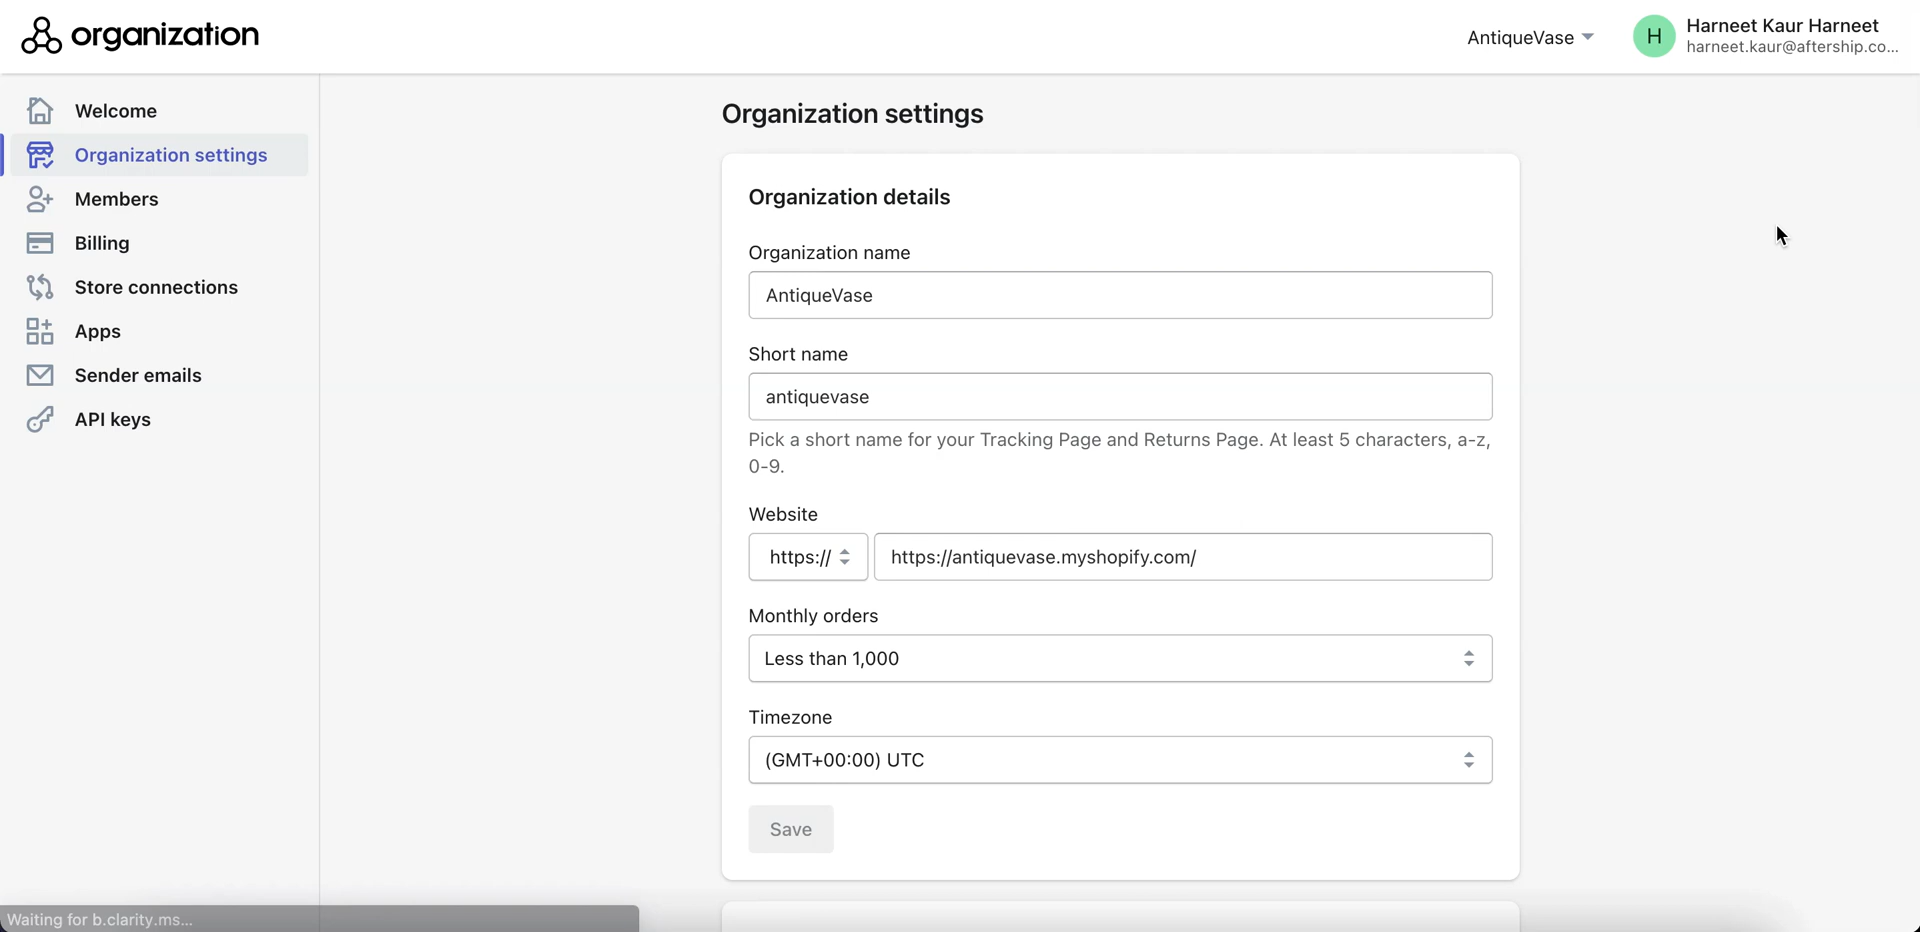 organization
AntiqueVase
H
Harneet Kaur Harneet
harneet.kaur@aftership.co...
Welcome
Organization settings
Members
Billing
Store connections
Apps
Sender emails
API keys
Organization settings
Organization details
Organization name
AntiqueVase
Short name
antiquevase
Pick a short name for your Tracking Page and Returns Page. At least 5 characters, a-z,
0-9.
Website
https:// https://antiquevase.myshopify.com/
Monthly orders
Less than 1,000
Timezone
(GMT+00:00) UTC
Save
Waiting for b.clarity.ms...